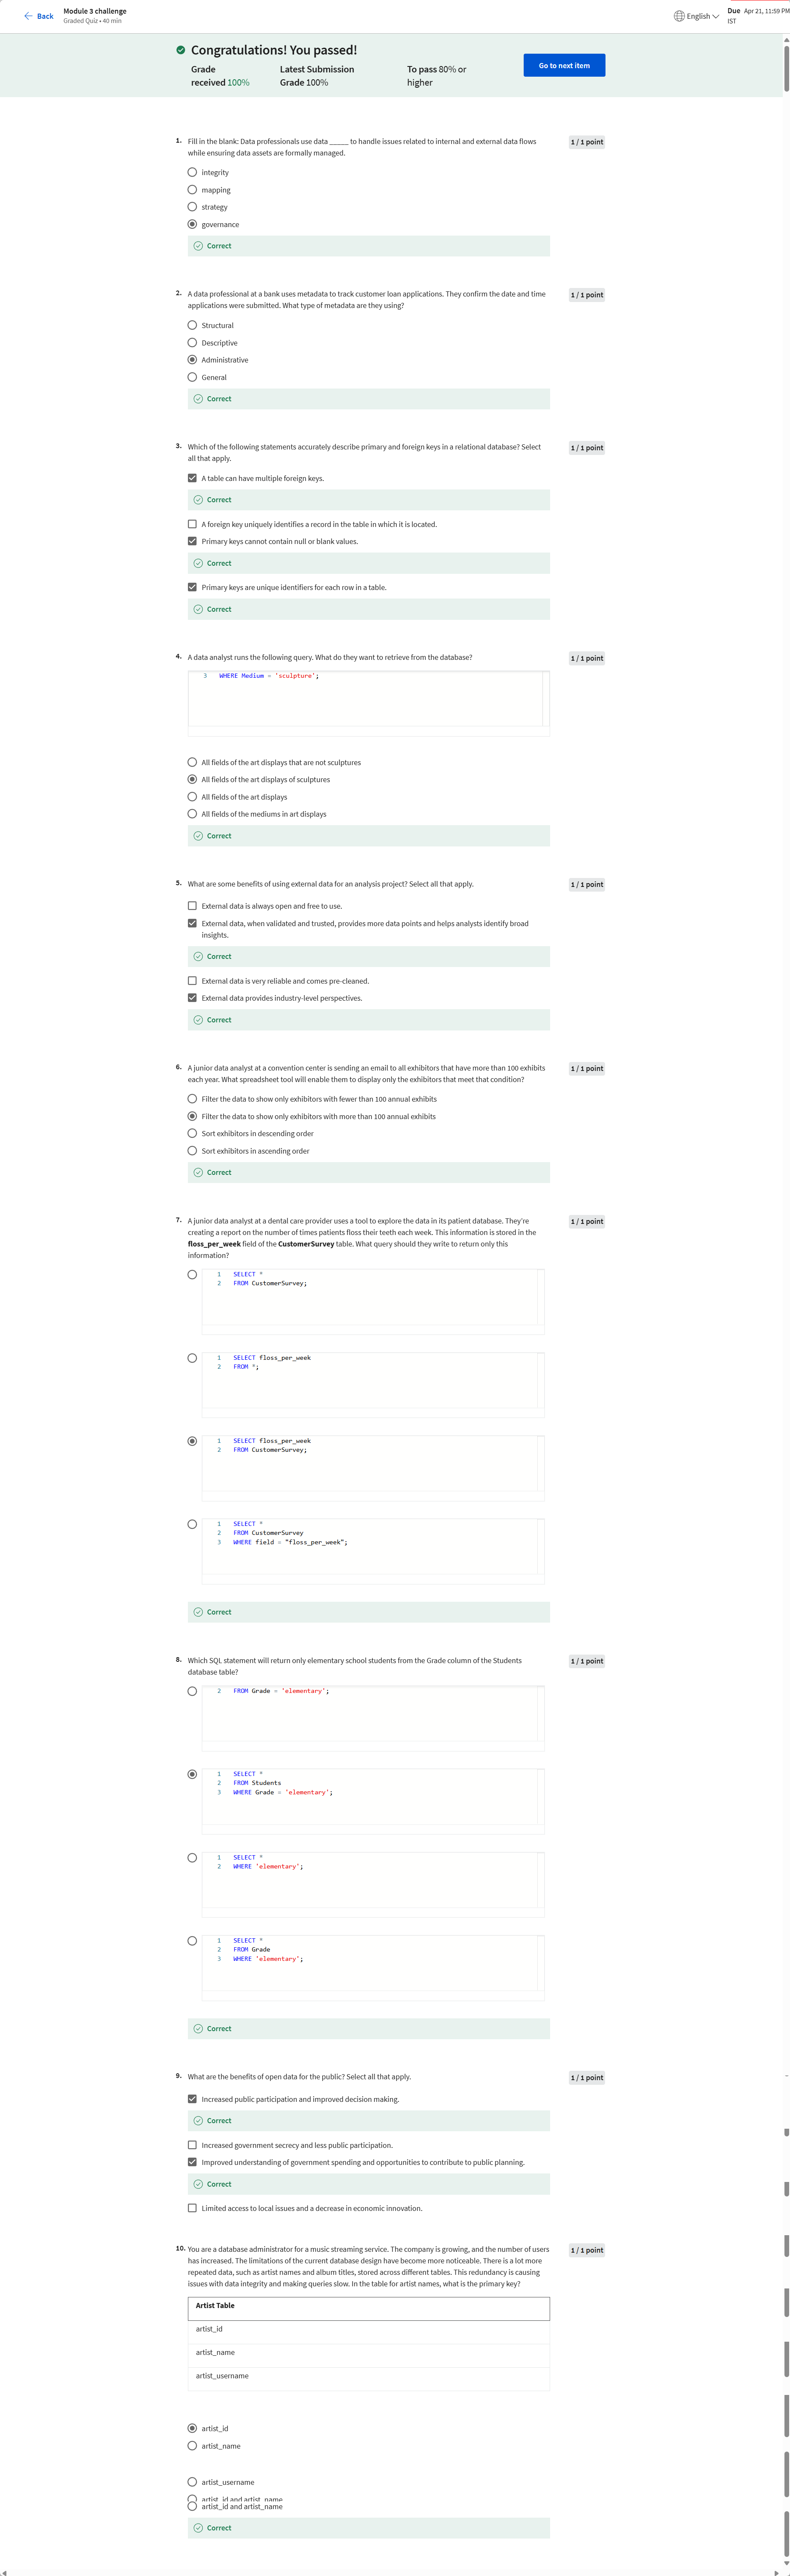 Back
Module 3 challenge
Graded Quiz • 40 min
English
Due Apr 21, 11:59 PM
IST
Congratulations! You passed!
Grade
received 100%
Latest Submission
Grade 100%
To pass 80% or
higher
Go to next item
1. Fill in the blank: Data professionals use data _____ to handle issues related to internal and external data flows
while ensuring data assets are formally managed.
1 / 1 point
integrity
mapping
strategy
governance
Correct
2. A data professional at a bank uses metadata to track customer loan applications. They confirm the date and time
applications were submitted. What type of metadata are they using?
1 / 1 point
Structural
Descriptive
Administrative
General
Correct
3. Which of the following statements accurately describe primary and foreign keys in a relational database? Select
all that apply.
1 / 1 point
A table can have multiple foreign keys.
Correct
A foreign key uniquely identifies a record in the table in which it is located.
Primary keys cannot contain null or blank values.
Correct
Primary keys are unique identifiers for each row in a table.
Correct
4. A data analyst runs the following query. What do they want to retrieve from the database?
1 / 1 point
3 WHERE Medium = 'sculpture';
All fields of the art displays that are not sculptures
All fields of the art displays of sculptures
All fields of the art displays
All fields of the mediums in art displays
Correct
5. What are some benefits of using external data for an analysis project? Select all that apply.
1 / 1 point
External data is always open and free to use.
External data, when validated and trusted, provides more data points and helps analysts identify broad
insights.
Correct
External data is very reliable and comes pre-cleaned.
External data provides industry-level perspectives.
Correct
6. A junior data analyst at a convention center is sending an email to all exhibitors that have more than 100 exhibits
each year. What spreadsheet tool will enable them to display only the exhibitors that meet that condition?
1 / 1 point
Filter the data to show only exhibitors with fewer than 100 annual exhibits
Filter the data to show only exhibitors with more than 100 annual exhibits
Sort exhibitors in descending order
Sort exhibitors in ascending order
Correct
7. A junior data analyst at a dental care provider uses a tool to explore the data in its patient database. They're
creating a report on the number of times patients floss their teeth each week. This information is stored in the
floss_per_week field of the CustomerSurvey table. What query should they write to return only this
information?
1 / 1 point
1 SELECT *
2 FROM CustomerSurvey;
1 SELECT floss_per_week
2 FROM *;
1 SELECT floss_per_week
2 FROM CustomerSurvey;
1 SELECT *
2 FROM CustomerSurvey
3 WHERE field = "floss_per_week";
Correct
8. Which SQL statement will return only elementary school students from the Grade column of the Students
database table?
1 / 1 point
2 FROM Grade = 'elementary';
1 SELECT *
2 FROM Students
3 WHERE Grade = 'elementary';
1 SELECT *
2 WHERE 'elementary';
1 SELECT *
2 FROM Grade
3 WHERE 'elementary';
Correct
9. What are the benefits of open data for the public? Select all that apply.
1 / 1 point
Increased public participation and improved decision making.
Correct
Increased government secrecy and less public participation.
Improved understanding of government spending and opportunities to contribute to public planning.
Correct
Limited access to local issues and a decrease in economic innovation.
10. You are a database administrator for a music streaming service. The company is growing, and the number of users
has increased. The limitations of the current database design have become more noticeable. There is a lot more
repeated data, such as artist names and album titles, stored across different tables. This redundancy is causing
issues with data integrity and making queries slow. In the table for artist names, what is the primary key?
1 / 1 point
Artist Table
artist_id
artist_name
artist_username
artist_id
artist_name
artist_username
artist_id and artist_name
artist_id and artist_name
Correct